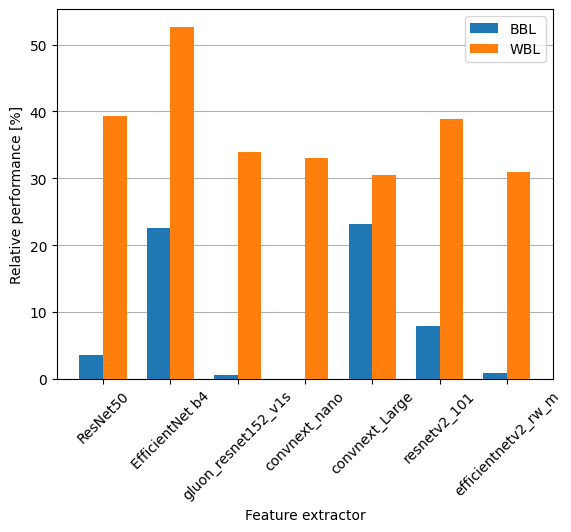 BBL
WBL
Relative performance [%]
50
40
30
20
10
0
ResNet50
EfficientNet b4
gluon_resnet152_v1s
convnext_nano
convnext_Large
resnetv2_101
efficientnetv2_rw_m
Feature extractor